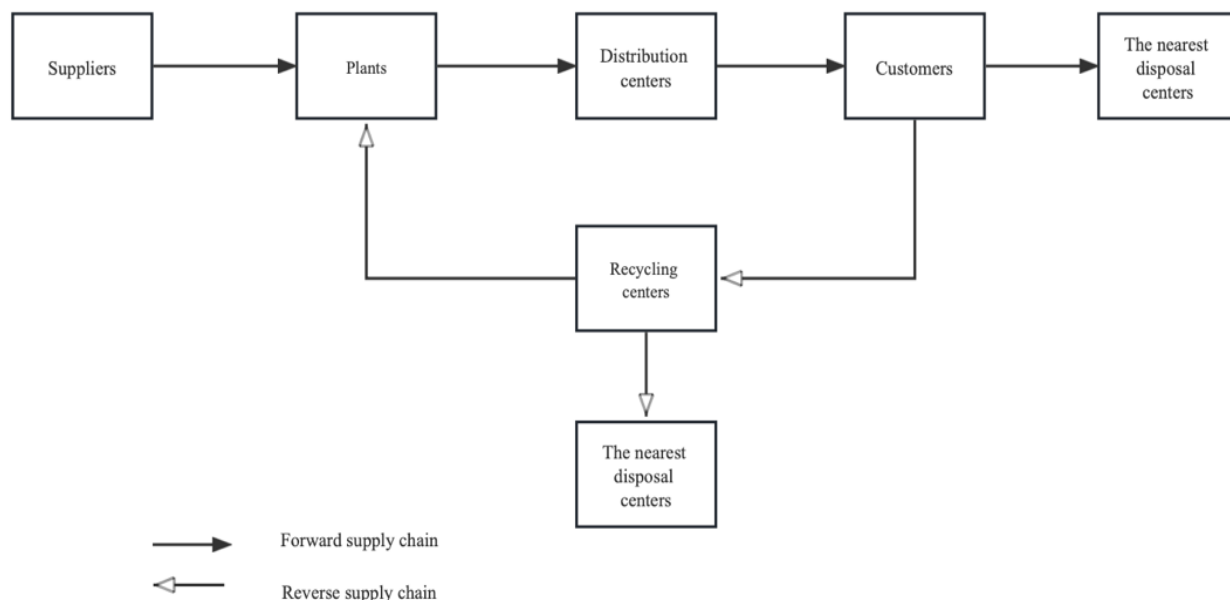 Suppliers
Plants
Distribution
centers
Customers
The nearest
disposal
centers
Recycling
centers
The nearest
disposal
centers
Forward supply chain
Reverse supply chain